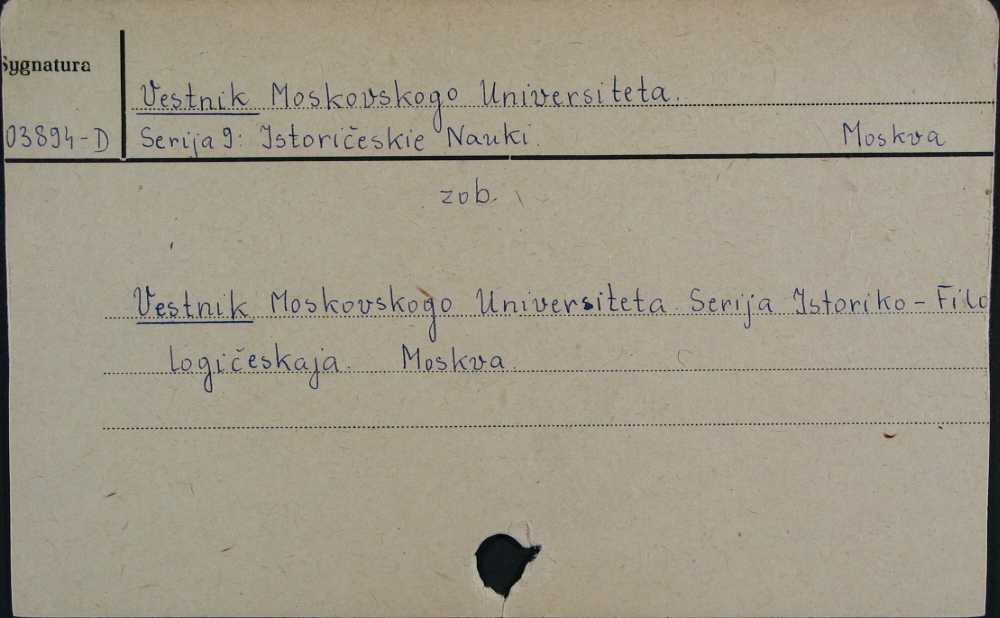 Sygnatura
Vestnik Moskovskogo Universiteta.
03894-D Serija 9: Istoričeskie Nauki. Moskva
zob.
Vestnik Moskovskogo Universiteta. Serija Istoriko-Filo
logičeskaja. Moskva.